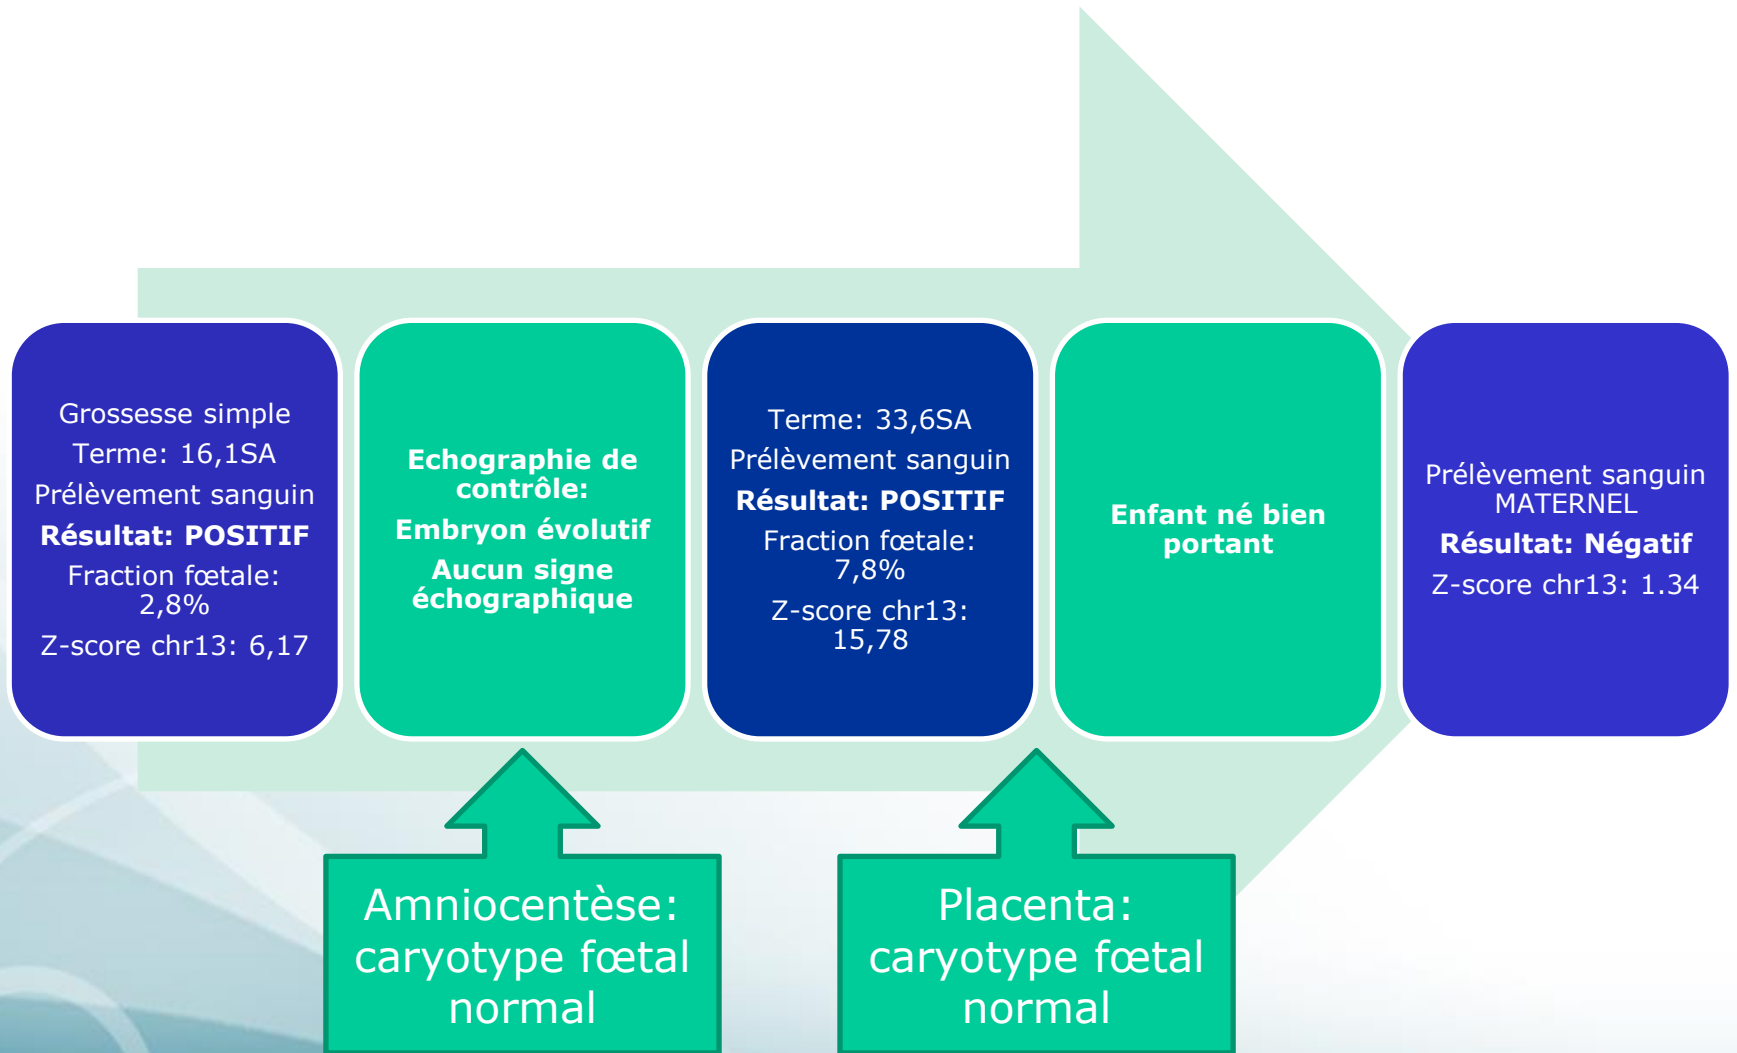 Grossesse simple
Terme: 16,1SA
Prélèvement sanguin
Résultat: POSITIF
Fraction fœtale:
2,8%
Z-score chr13: 6,17
Echographie de
contrôle:
Embryon évolutif
Aucun signe
échographique
Terme: 33,6SA
Prélèvement sanguin
Résultat: POSITIF
Fraction fœtale:
7,8%
Z-score chr13:
15,78
Enfant né bien
portant
Prélèvement sanguin
MATERNEL
Résultat: Négatif
Z-score chr13: 1.34
Amniocentèse:
caryotype fœtal
normal
Placenta:
caryotype fœtal
normal